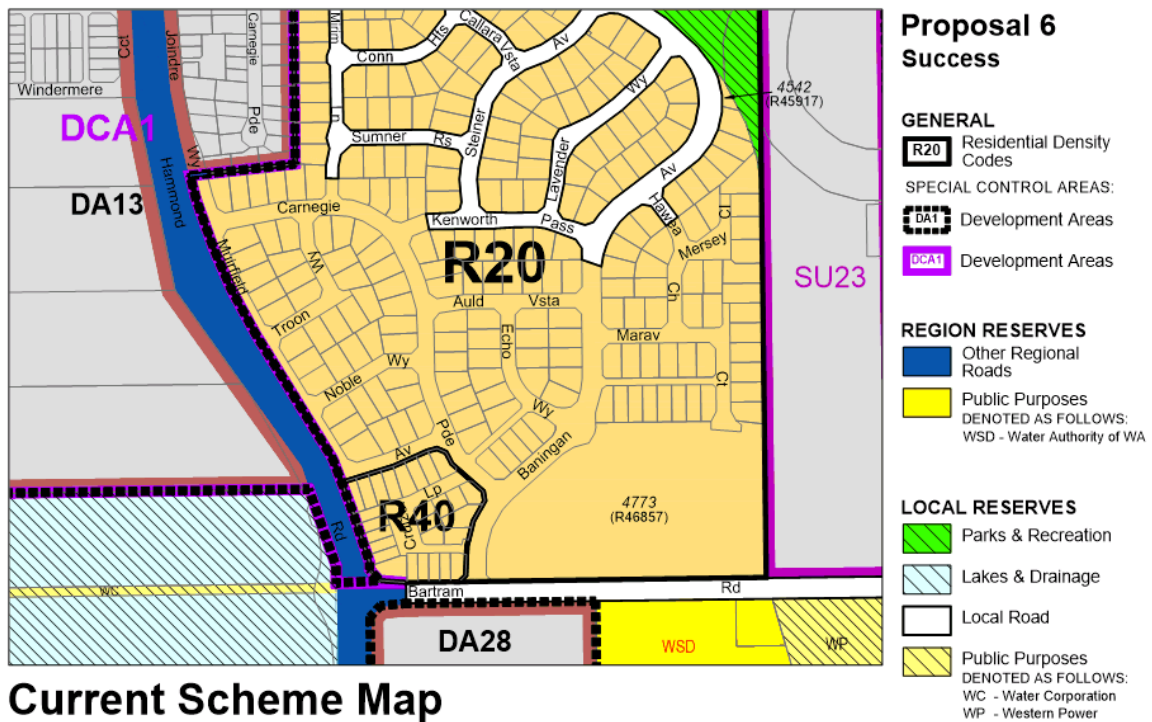 Mirim
Hts
Callara
Vsta
Av
Conn
Cct
Joindre
Carnegie
Pde
Windermere
Wy
4542
(R45917)
DCA1
Ln
Sumner
Rs
Steiner
Lavender
Wy
Hammond
Av
DA13
Carnegie
Kenworth
Pass
Hawea
Cl
Mersey
R20
SU23
Muirfield
Wy
Ch
Auld
Vsta
Troon
Echo
Marav
Noble
Wy
Ct
Wy
Av
Pde
Baningan
Lp
R40
4773
(R46857)
Rd
WC
Bartram
Rd
DA28
WSD
WP
Current Scheme Map
Proposal 6
Success
GENERAL
R20
Residential Density
Codes
SPECIAL CONTROL AREAS:
DA1
Development Areas
DCA1
Development Areas
REGION RESERVES
Other Regional
Roads
Public Purposes
DENOTED AS FOLLOWS:
WSD - Water Authority of WA
LOCAL RESERVES
Parks & Recreation
Lakes & Drainage
Local Road
Public Purposes
DENOTED AS FOLLOWS:
WC - Water Corporation
WP - Western Power